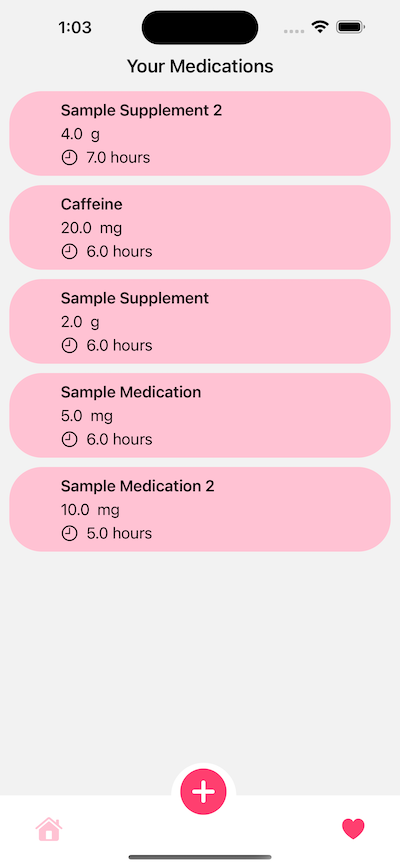 1:03
Your Medications
Sample Supplement 2
4.0 g
7.0 hours
Caffeine
20.0 mg
6.0 hours
Sample Supplement
2.0 g
6.0 hours
Sample Medication
5.0 mg
6.0 hours
Sample Medication 2
10.0 mg
5.0 hours